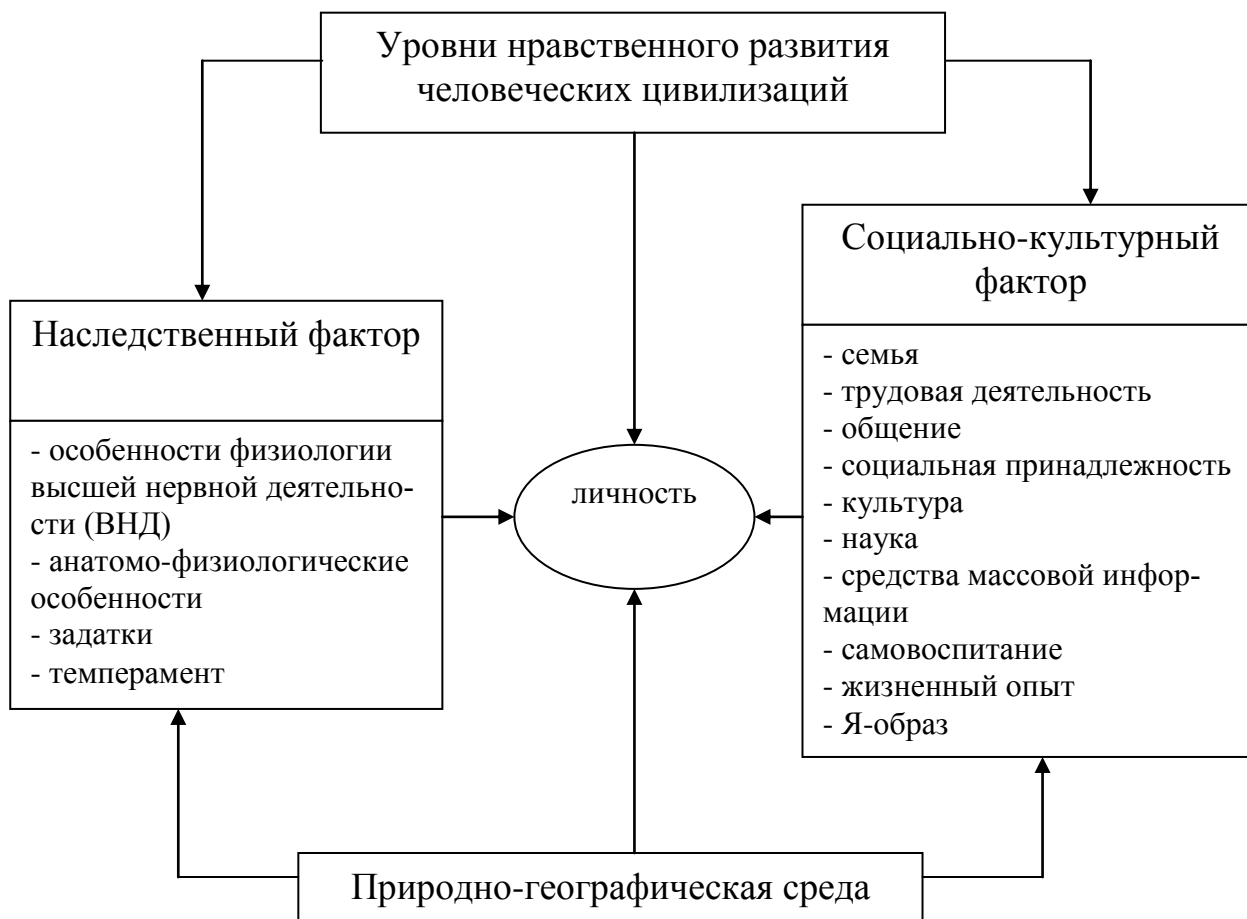 Уровни нравственного развития
человеческих цивилизаций
Наследственный фактор
- особенности физиологии
высшей нервной деятельно-
сти (ВНД)
- анатомо-физиологические
особенности
- задатки
- темперамент
личность
Социально-культурный
фактор
- семья
- трудовая деятельность
- общение
- социальная принадлежность
- культура
- наука
- средства массовой инфор-
мации
- самовоспитание
- жизненный опыт
- Я-образ
Природно-географическая среда